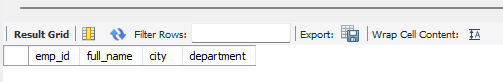 Result Grid Filter Rows: Export: Wrap Cell Content:
emp_id full_name city department